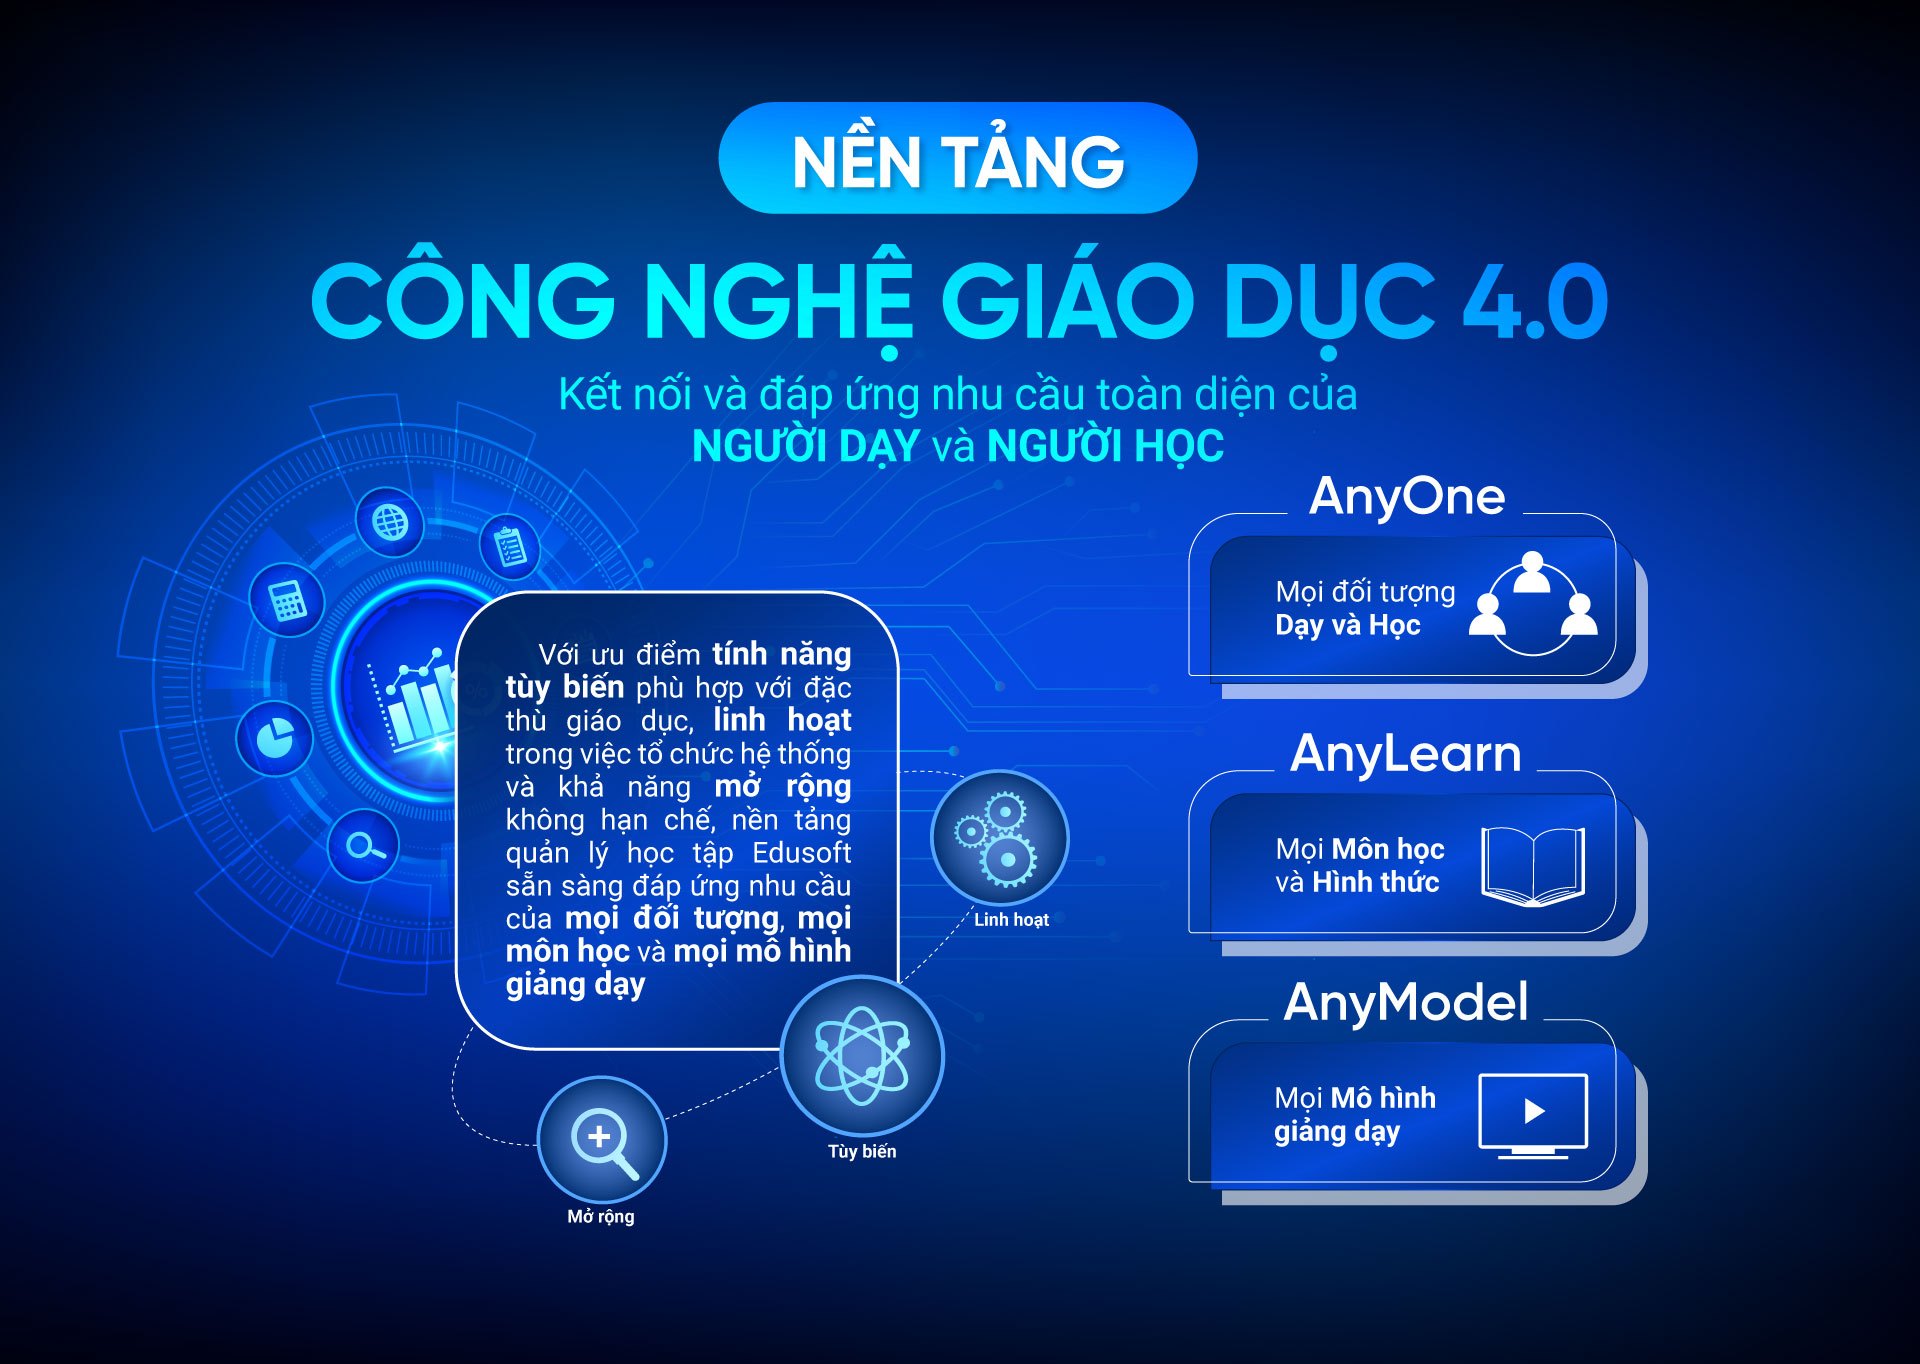 NỀN TẢNG
CÔNG NGHỆ GIÁO DỤC 4.0
Kết nối và đáp ứng nhu cầu toàn diện của
NGƯỜI DẠY và NGƯỜI HỌC
Với ưu điểm tính năng
tùy biến phù hợp với đặc
thù giáo dục, linh hoạt
trong việc tổ chức hệ thống
và khả năng mở rộng
không hạn chế, nền tảng
quản lý học tập Edusoft
sẵn sàng đáp ứng nhu cầu
của mọi đối tượng, mọi
môn học và mọi mô hình
giảng dạy
Linh hoạt
Tùy biến
Mở rộng
AnyOne
Mọi đối tượng
Dạy và Học
AnyLearn
Mọi Môn học
và Hình thức
AnyModel
Mọi Mô hình
giảng dạy
%